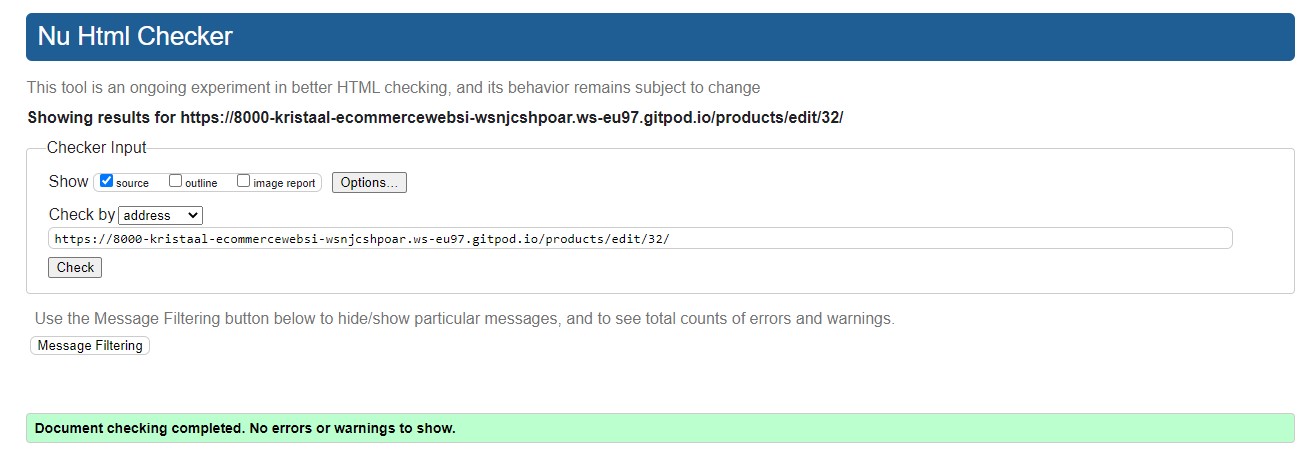 Nu Html Checker
This tool is an ongoing experiment in better HTML checking, and its behavior remains subject to change
Showing results for https://8000-kristaal-ecommercewebsi-wsnjcshpoar.ws-eu97.gitpod.io/products/edit/32/
Checker Input
Show source outline image report Options...
Check by address
https://8000-kristaal-ecommercewebsi-wsnjcshpoar.ws-eu97.gitpod.io/products/edit/32/
Check
Use the Message Filtering button below to hide/show particular messages, and to see total counts of errors and warnings.
Message Filtering
Document checking completed. No errors or warnings to show.